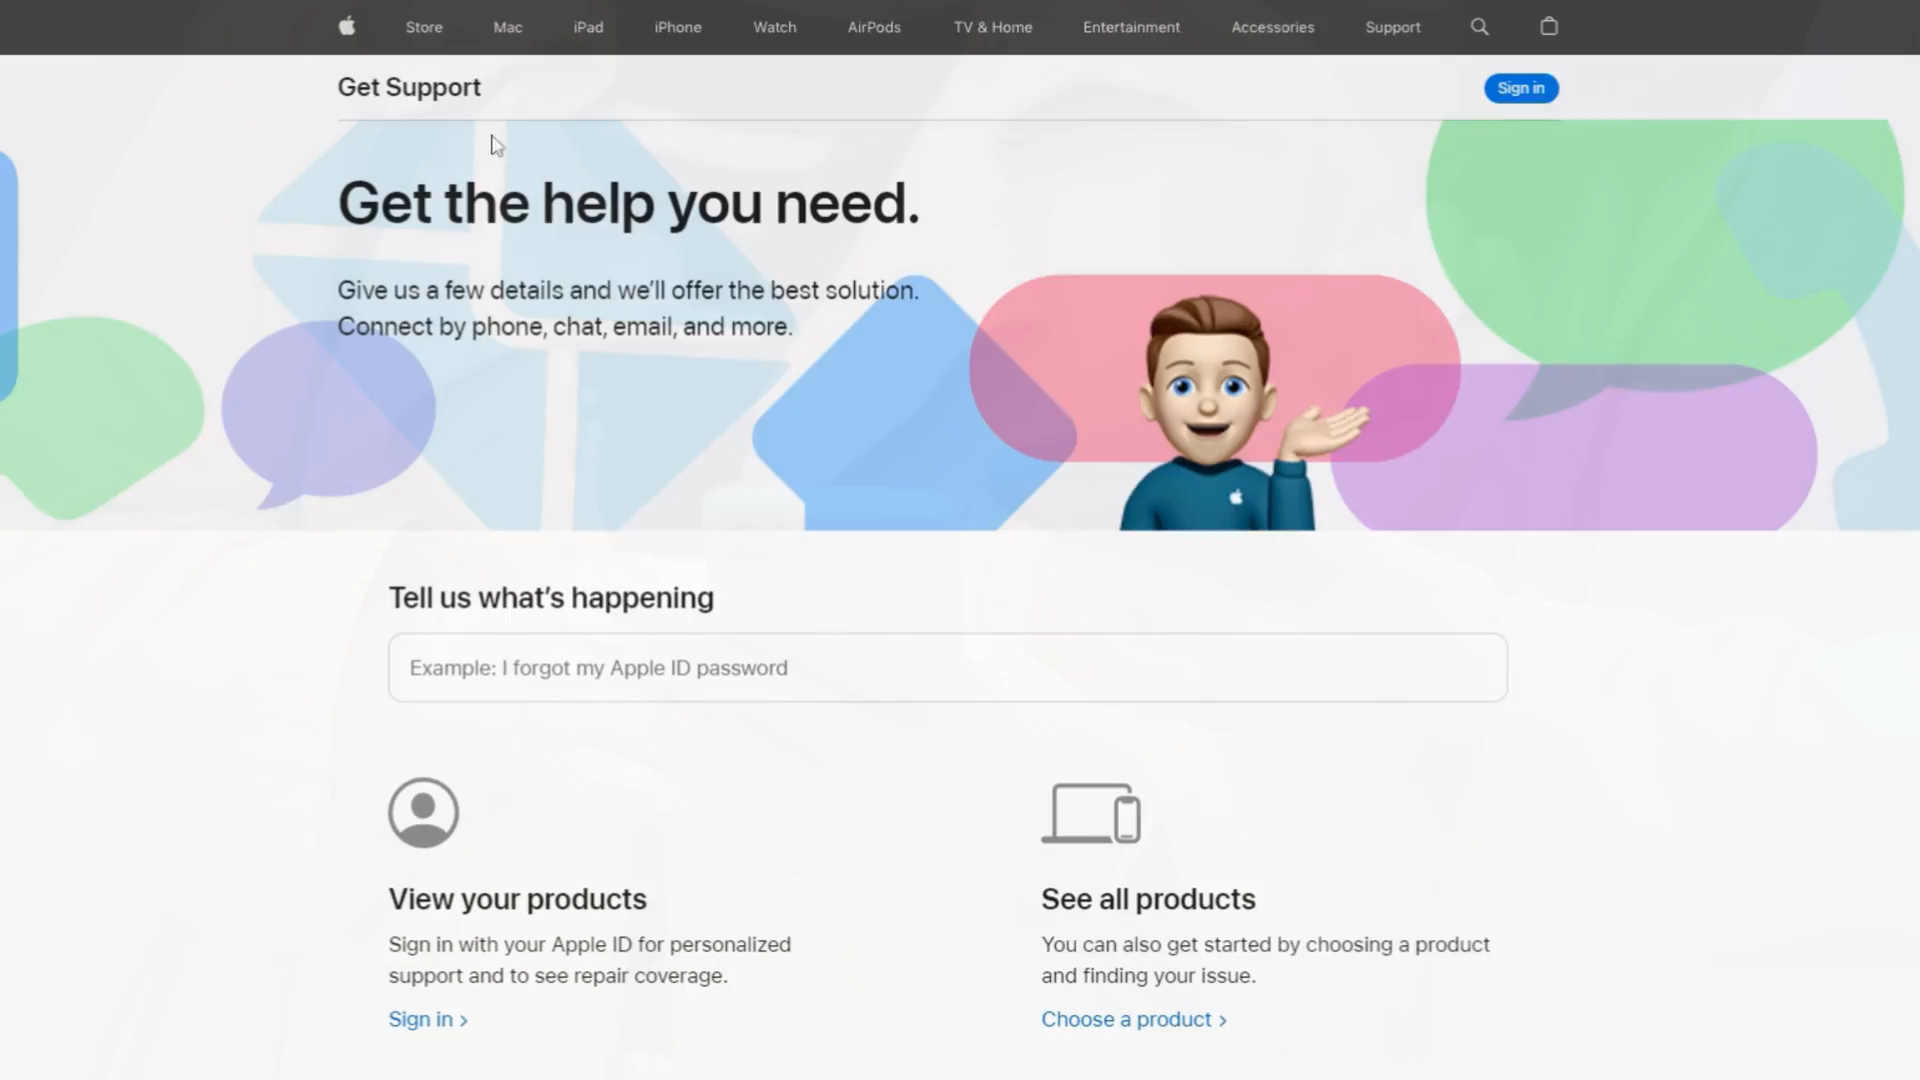 Store
Mac
iPad
iPhone
Watch
AirPods
TV & Home
Entertainment
Accessories
Support
Get Support
Sign in
Get the help you need.
Give us a few details and we’ll offer the best solution.
Connect by phone, chat, email, and more.
Tell us what’s happening
Example: I forgot my Apple ID password
View your products
Sign in with your Apple ID for personalized
support and to see repair coverage.
Sign in >
See all products
You can also get started by choosing a product
and finding your issue.
Choose a product >